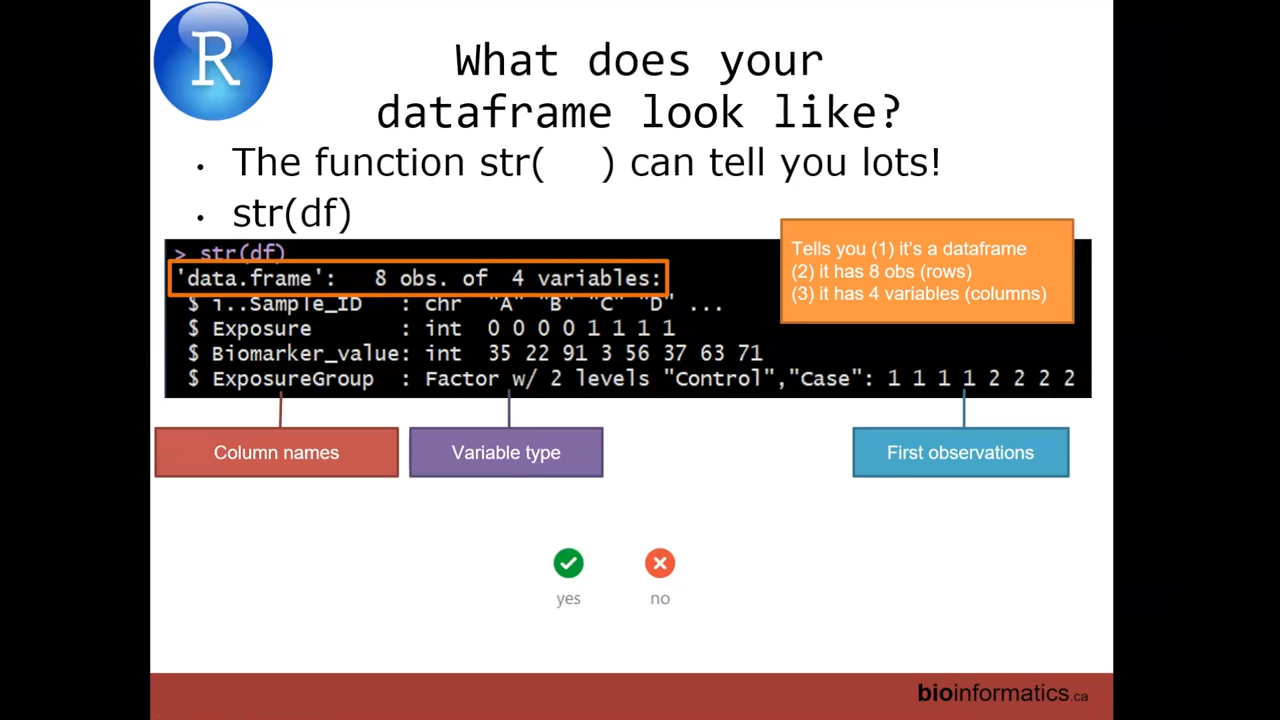 R
What does your
dataframe look like?
• The function str( ) can tell you lots!
• str(df)
> str(df)
'data.frame': 8 obs. of 4 variables:
$ ï..Sample_ID : chr "A" "B" "C" "D" ...
$ Exposure : int 0 0 0 0 1 1 1 1
$ Biomarker_value: int 35 22 91 3 56 37 63 71
$ ExposureGroup : Factor w/ 2 levels "Control","Case": 1 1 1 1 2 2 2 2
Tells you (1) it's a dataframe
(2) it has 8 obs (rows)
(3) it has 4 variables (columns)
Column names
Variable type
First observations
yes
no
bioinformatics.ca